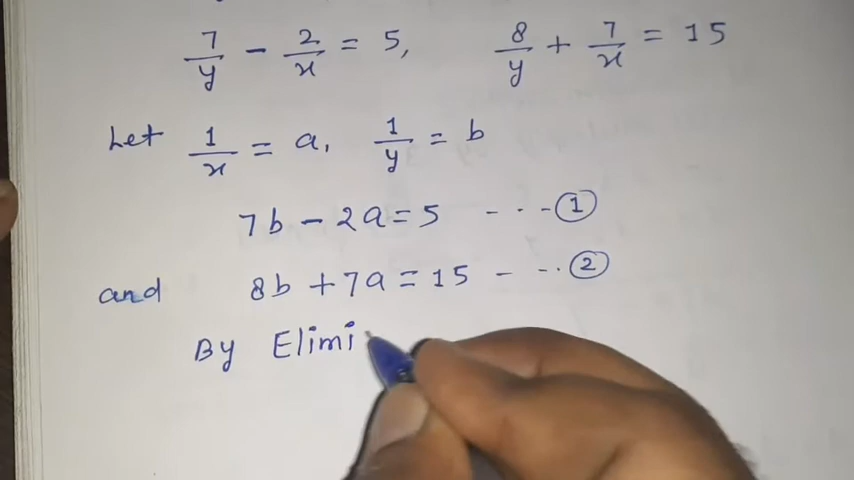 7/y - 2/x = 5, 8/y + 7/x = 15
Let 1/x = a, 1/y = b
7b - 2a = 5 - - - ①
and 8b + 7a = 15 - - - ②
By Elimi